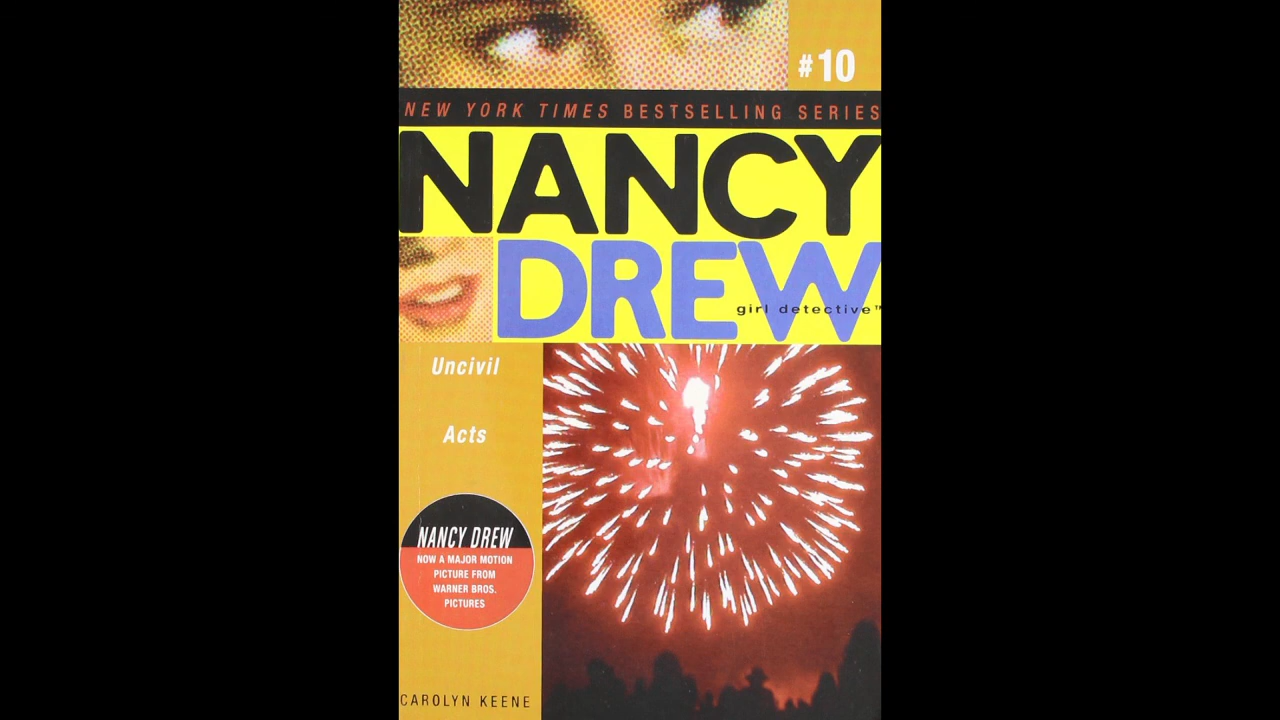 #10
NEW YORK TIMES BESTSELLING SERIES
NANCY
DREW
girl detective™
Uncivil
Acts
NANCY DREW
NOW A MAJOR MOTION
PICTURE FROM
WARNER BROS.
PICTURES
CAROLYN KEENE